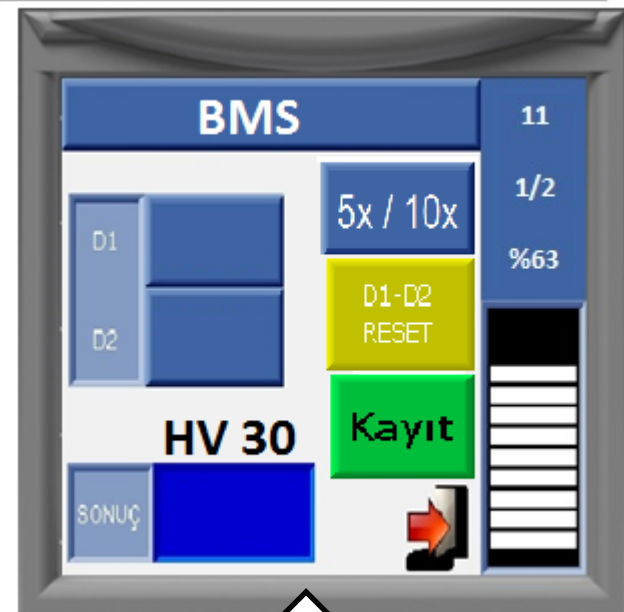 BMS
11
1/2
%63
5x / 10x
D1
D1-D2
RESET
D2
Kayıt
HV 30
SONUÇ